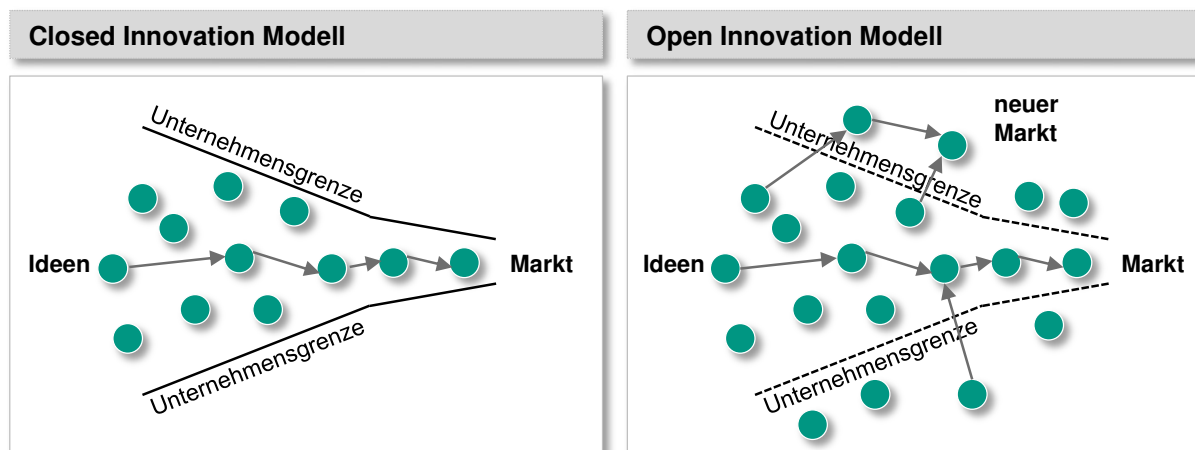 Closed Innovation Modell
Unternehmensgrenze
Ideen
Markt
Unternehmensgrenze
Open Innovation Modell
neuer
Markt
Unternehmensgrenze
Ideen
Markt
Unternehmensgrenze